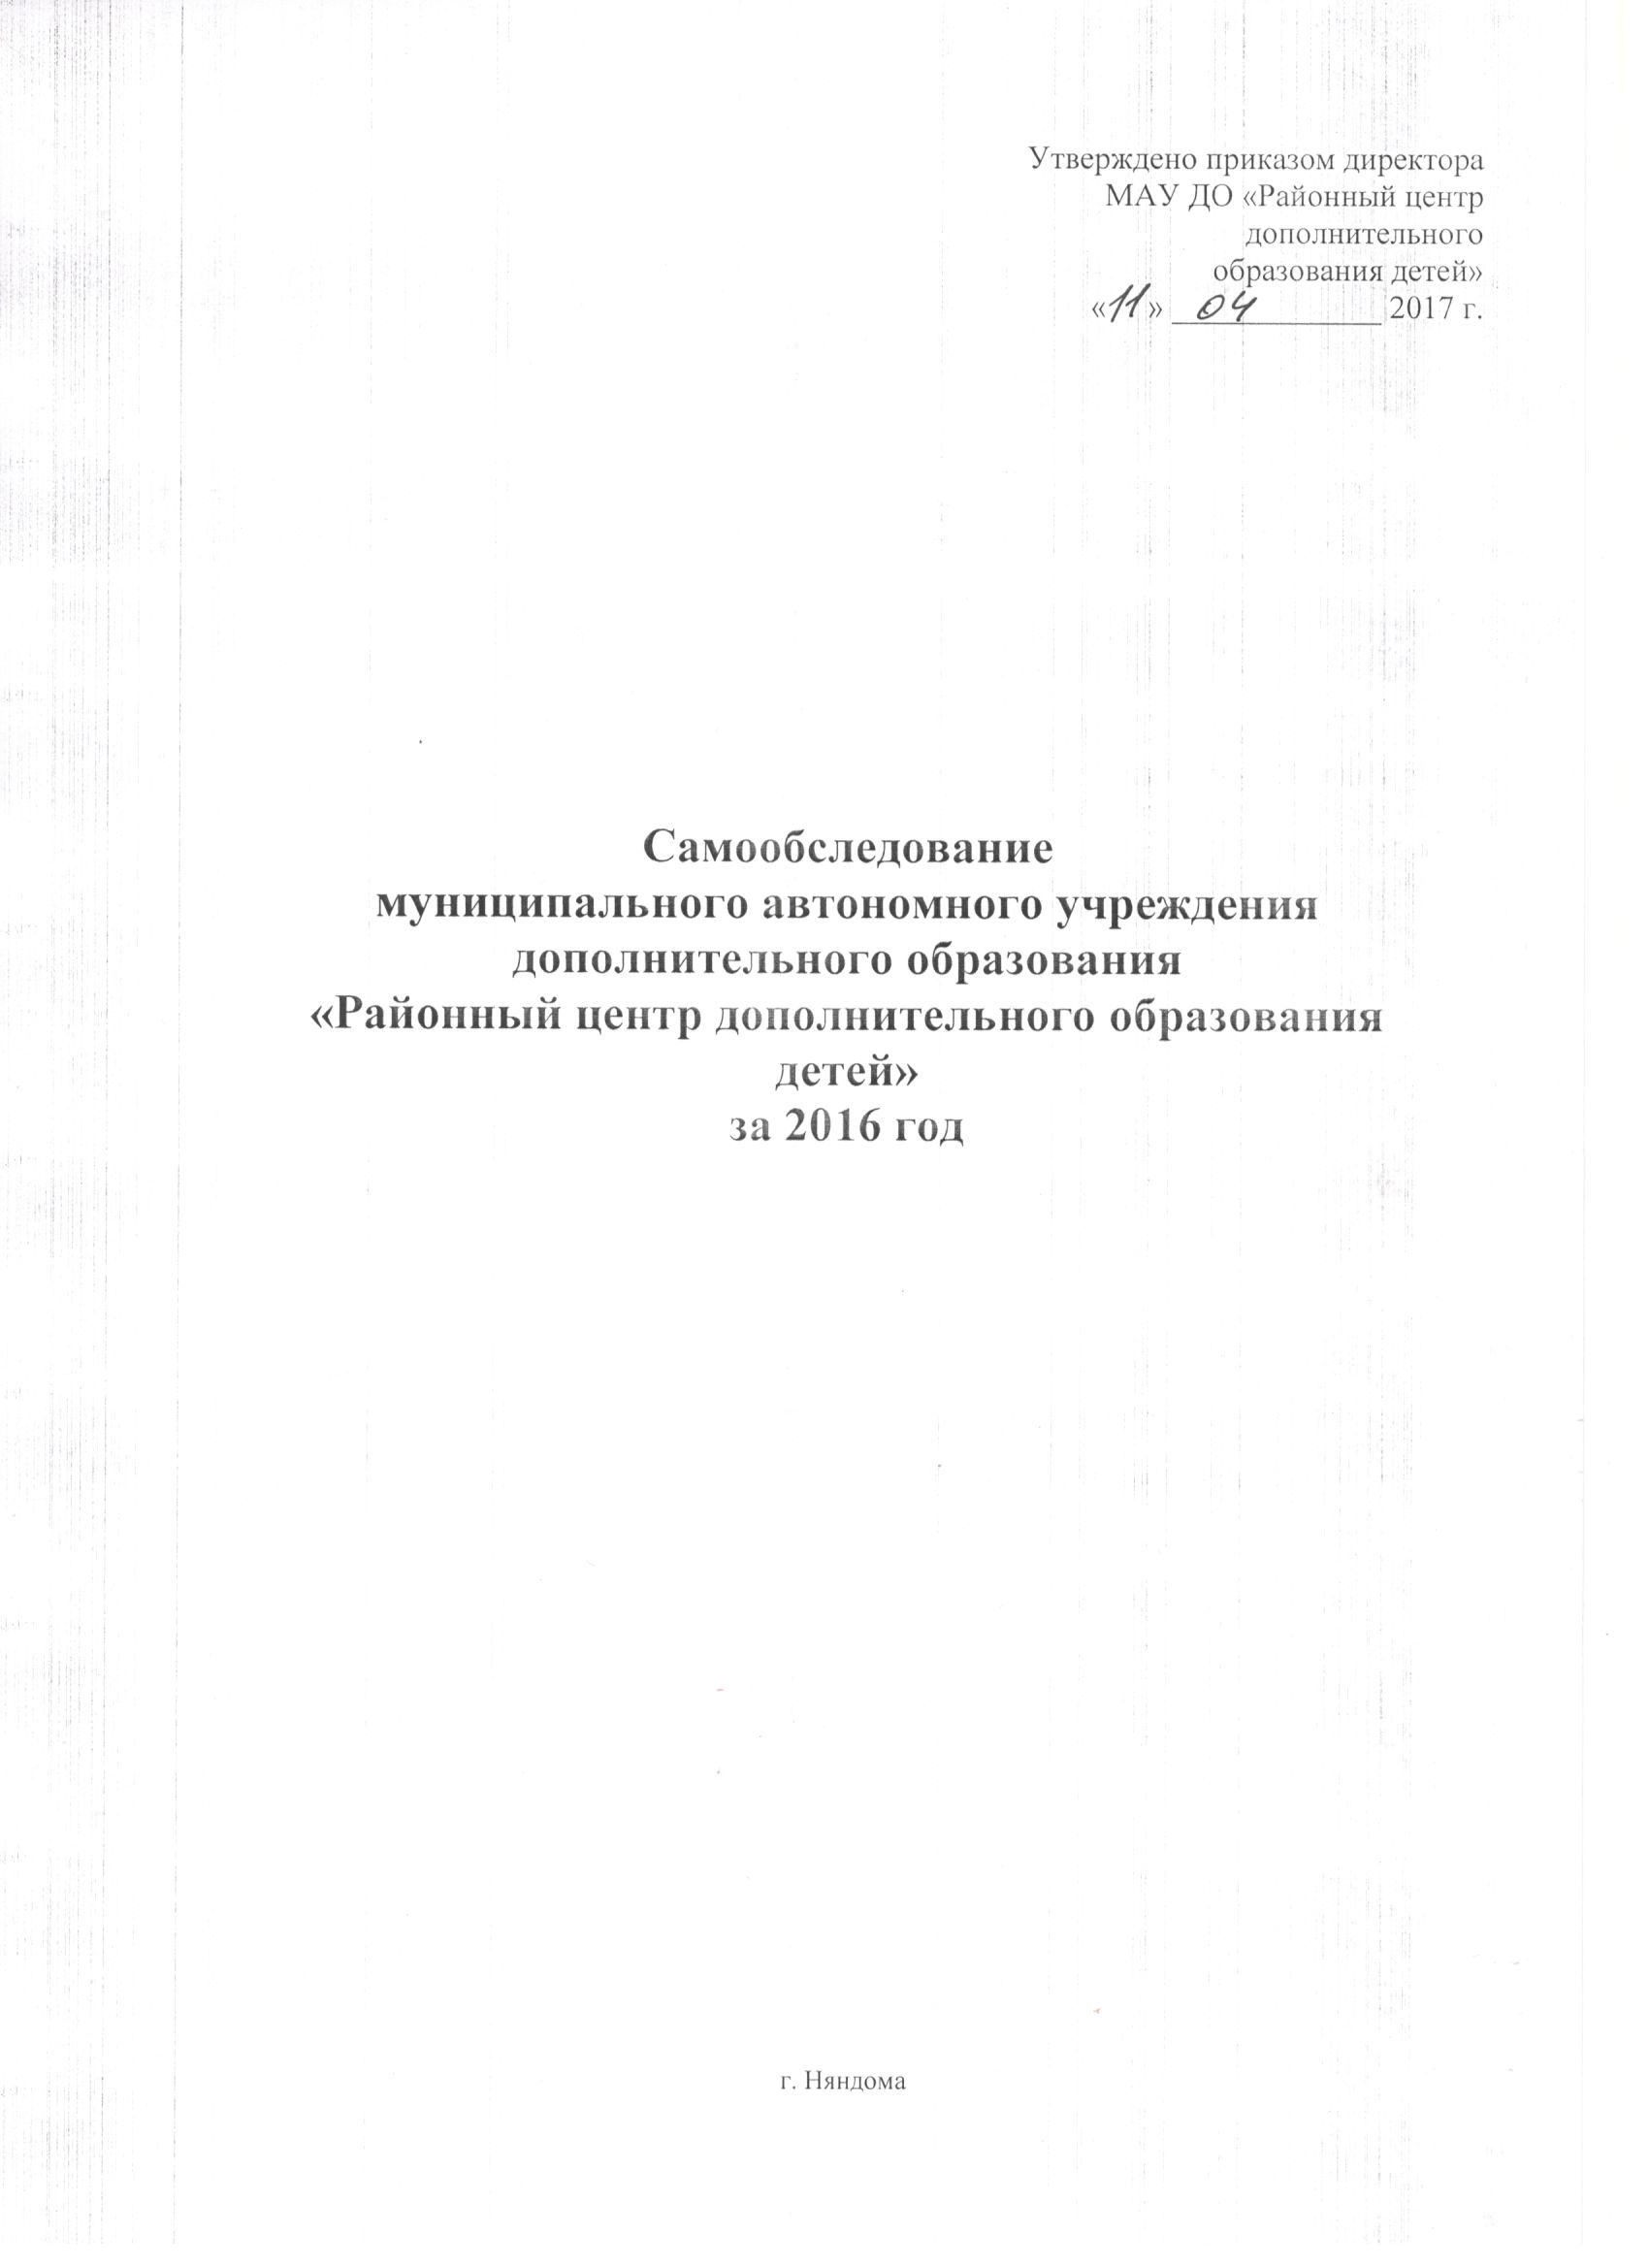 Утверждено приказом директора
МАУ ДО «Районный центр
дополнительного
образования детей»
«11» 04 2017 г.
Самообследование
муниципального автономного учреждения
дополнительного образования
«Районный центр дополнительного образования
детей»
за 2016 год
г. Няндома